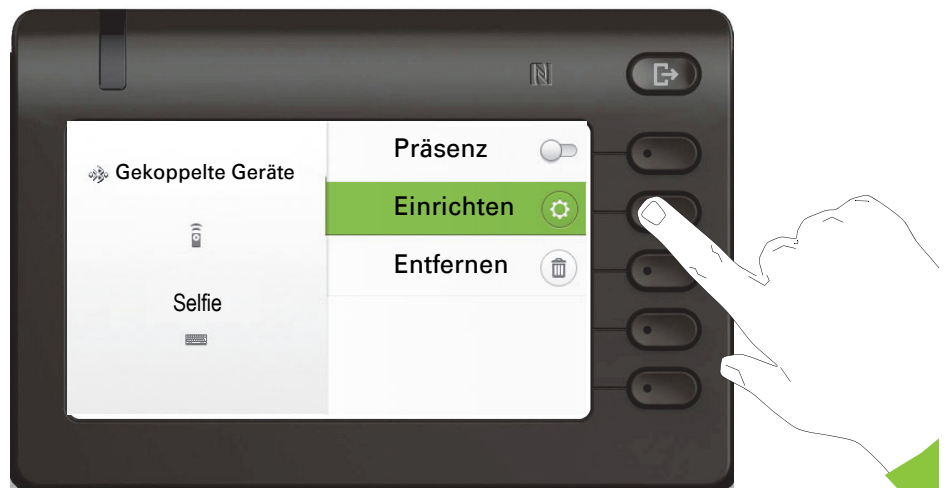 Gekoppelte Geräte
Selfie
Präsenz
Einrichten
Entfernen